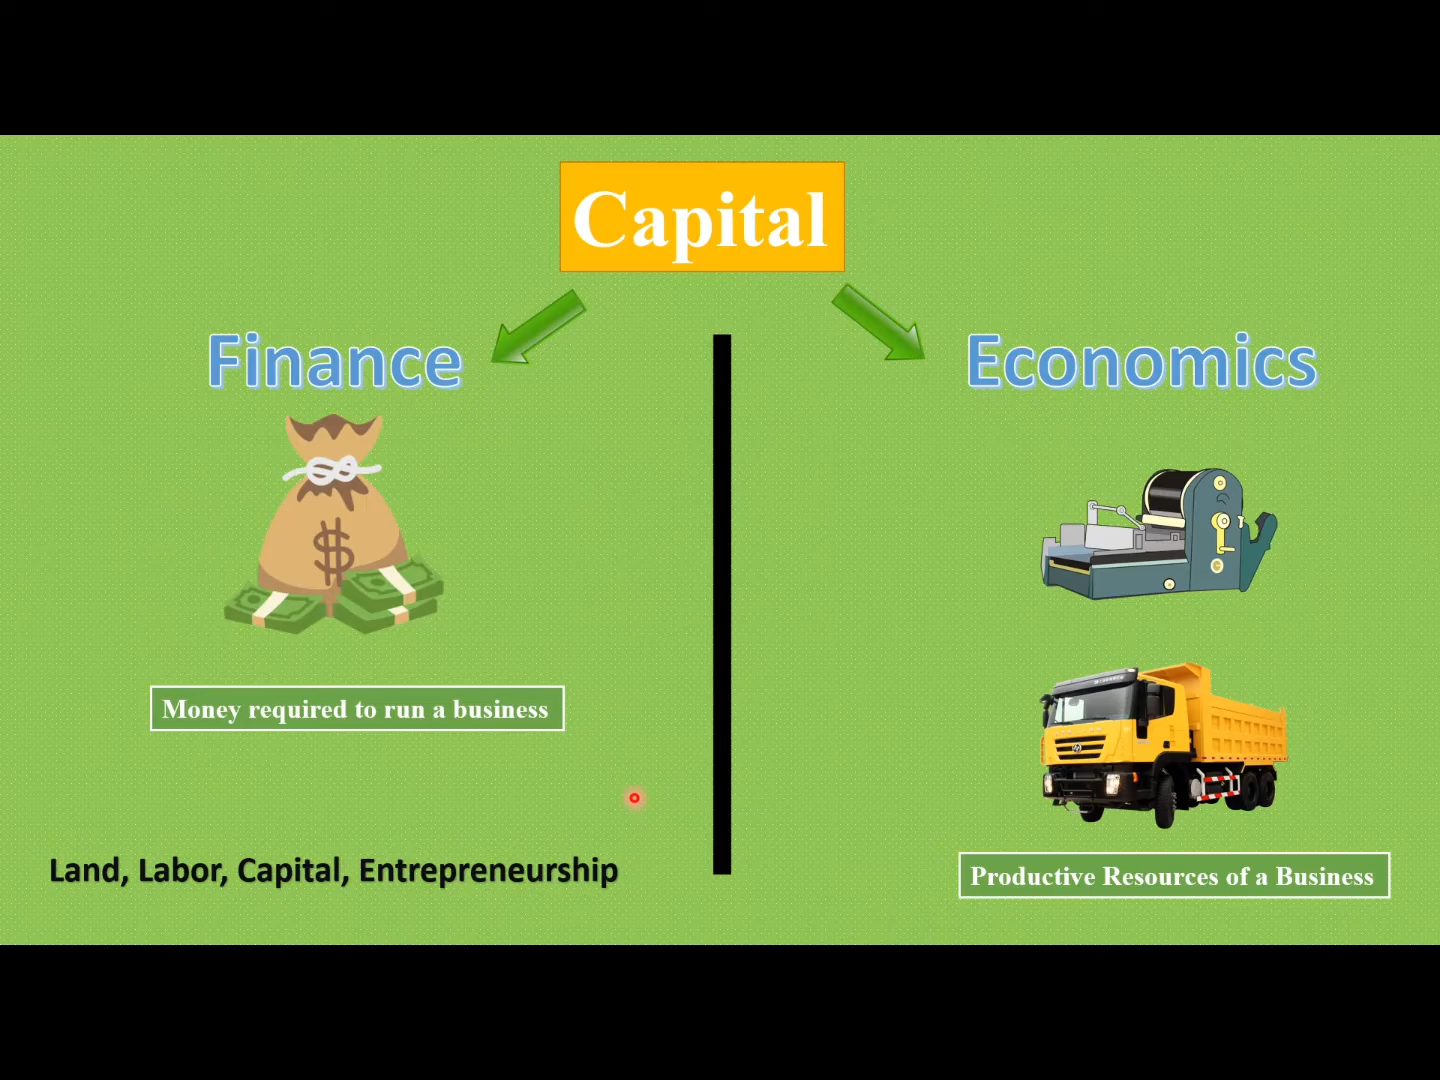 Capital
Finance
Economics
$
Money required to run a business
Land, Labor, Capital, Entrepreneurship
Productive Resources of a Business